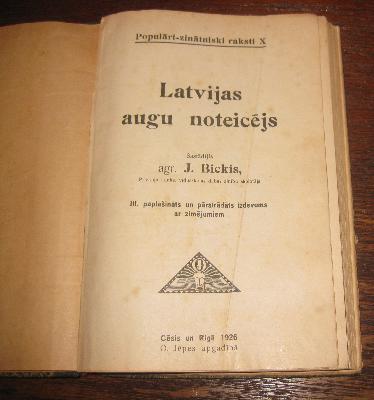 Populāri-zinātniski raksti X
Latvijas
augu noteicējs
Sastādījis
agr. J. Bickis,
III. papiašināts un pārstrādāts izdevums
ar zīmējumiem
Cēsis un Rīgā 1926
O. Jēpes apgādībā